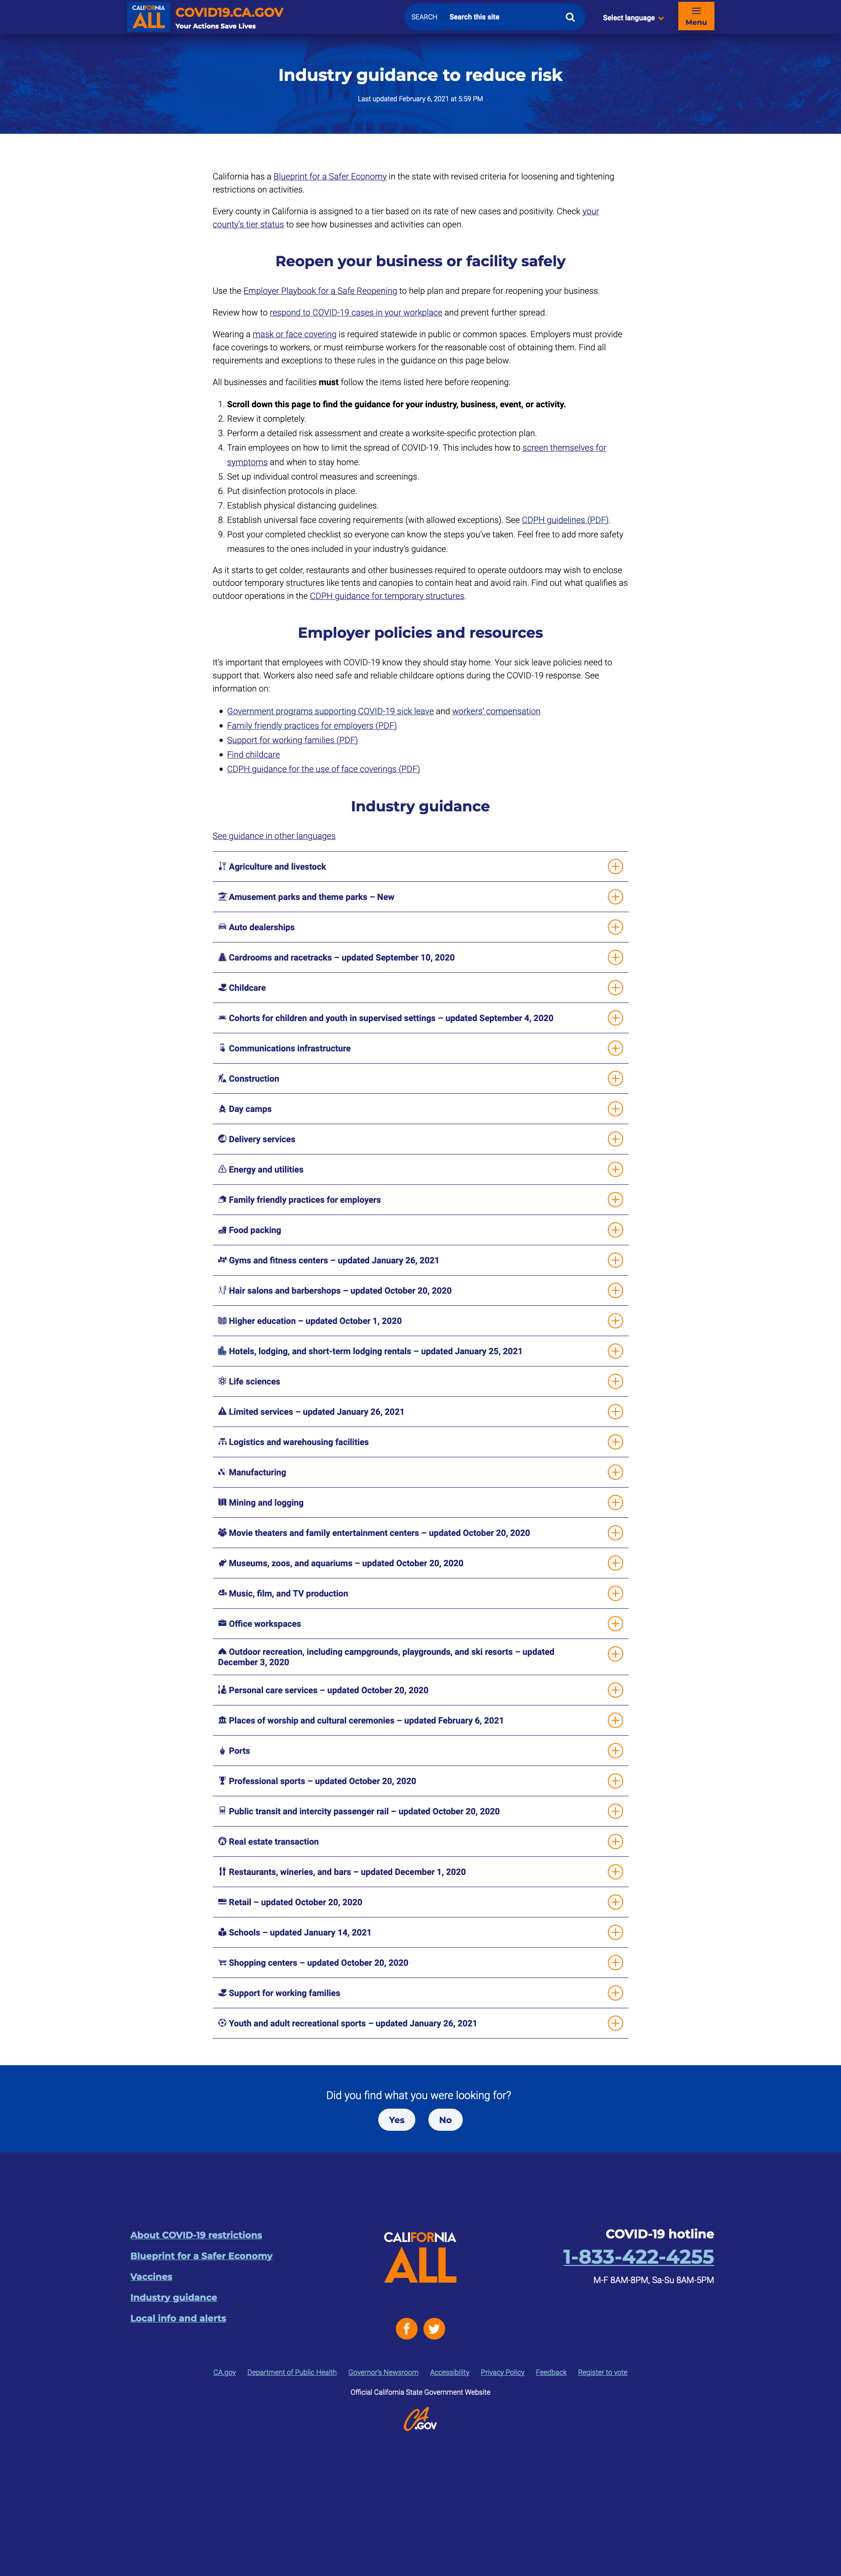 CALIFORNIA
ALL
COVID19.CA.GOV
Your Actions Save Lives
SEARCH
Search this site
Select language
Menu
Industry guidance to reduce risk
Last updated February 6, 2021 at 5:59 PM
California has a Blueprint for a Safer Economy in the state with revised criteria for loosening and tightening
restrictions on activities.
Every county in California is assigned to a tier based on its rate of new cases and positivity. Check your
county's tier status to see how businesses and activities can open.
Reopen your business or facility safely
Use the Employer Playbook for a Safe Reopening to help plan and prepare for reopening your business.
Review how to respond to COVID-19 cases in your workplace and prevent further spread.
Wearing a mask or face covering is required statewide in public or common spaces. Employers must provide
face coverings to workers, or must reimburse workers for the reasonable cost of obtaining them. Find all
requirements and exceptions to these rules in the guidance on this page below.
All businesses and facilities must follow the items listed here before reopening:
1. Scroll down this page to find the guidance for your industry, business, event, or activity.
2. Review it completely.
3. Perform a detailed risk assessment and create a worksite-specific protection plan.
4. Train employees on how to limit the spread of COVID-19. This includes how to screen themselves for
symptoms and when to stay home.
5. Set up individual control measures and screenings.
6. Put disinfection protocols in place.
7. Establish physical distancing guidelines.
8. Establish universal face covering requirements (with allowed exceptions). See CDPH guidelines (PDF).
9. Post your completed checklist so everyone can know the steps you've taken. Feel free to add more safety
measures to the ones included in your industry's guidance.
As it starts to get colder, restaurants and other businesses required to operate outdoors may wish to enclose
outdoor temporary structures like tents and canopies to contain heat and avoid rain. Find out what qualifies as
outdoor operations in the CDPH guidance for temporary structures.
Employer policies and resources
It's important that employees with COVID-19 know they should stay home. Your sick leave policies need to
support that. Workers also need safe and reliable childcare options during the COVID-19 response. See
information on:
Government programs supporting COVID-19 sick leave and workers' compensation
Family friendly practices for employers (PDF)
Support for working families (PDF)
Find childcare
CDPH guidance for the use of face coverings (PDF)
Industry guidance
See guidance in other languages
Agriculture and livestock
Amusement parks and theme parks – New
Auto dealerships
Cardrooms and racetracks – updated September 10, 2020
Childcare
Cohorts for children and youth in supervised settings – updated September 4, 2020
Communications infrastructure
Construction
Day camps
Delivery services
Energy and utilities
Family friendly practices for employers
Food packing
Gyms and fitness centers – updated January 26, 2021
Hair salons and barbershops – updated October 20, 2020
Higher education – updated October 1, 2020
Hotels, lodging, and short-term lodging rentals – updated January 25, 2021
Life sciences
Limited services – updated January 26, 2021
Logistics and warehousing facilities
Manufacturing
Mining and logging
Movie theaters and family entertainment centers – updated October 20, 2020
Museums, zoos, and aquariums – updated October 20, 2020
Music, film, and TV production
Office workspaces
Outdoor recreation, including campgrounds, playgrounds, and ski resorts – updated
December 3, 2020
Personal care services – updated October 20, 2020
Places of worship and cultural ceremonies – updated February 6, 2021
Ports
Professional sports – updated October 20, 2020
Public transit and intercity passenger rail – updated October 20, 2020
Real estate transaction
Restaurants, wineries, and bars – updated December 1, 2020
Retail – updated October 20, 2020
Schools – updated January 14, 2021
Shopping centers – updated October 20, 2020
Support for working families
Youth and adult recreational sports – updated January 26, 2021
Did you find what you were looking for?
Yes
No
About COVID-19 restrictions
Blueprint for a Safer Economy
Vaccines
Industry guidance
Local info and alerts
CALIFORNIA
ALL
COVID-19 hotline
1-833-422-4255
M-F 8AM-8PM, Sa-Su 8AM-5PM
CA.gov Department of Public Health Governor's Newsroom Accessibility Privacy Policy Feedback Register to vote
Official California State Government Website
CA.GOV